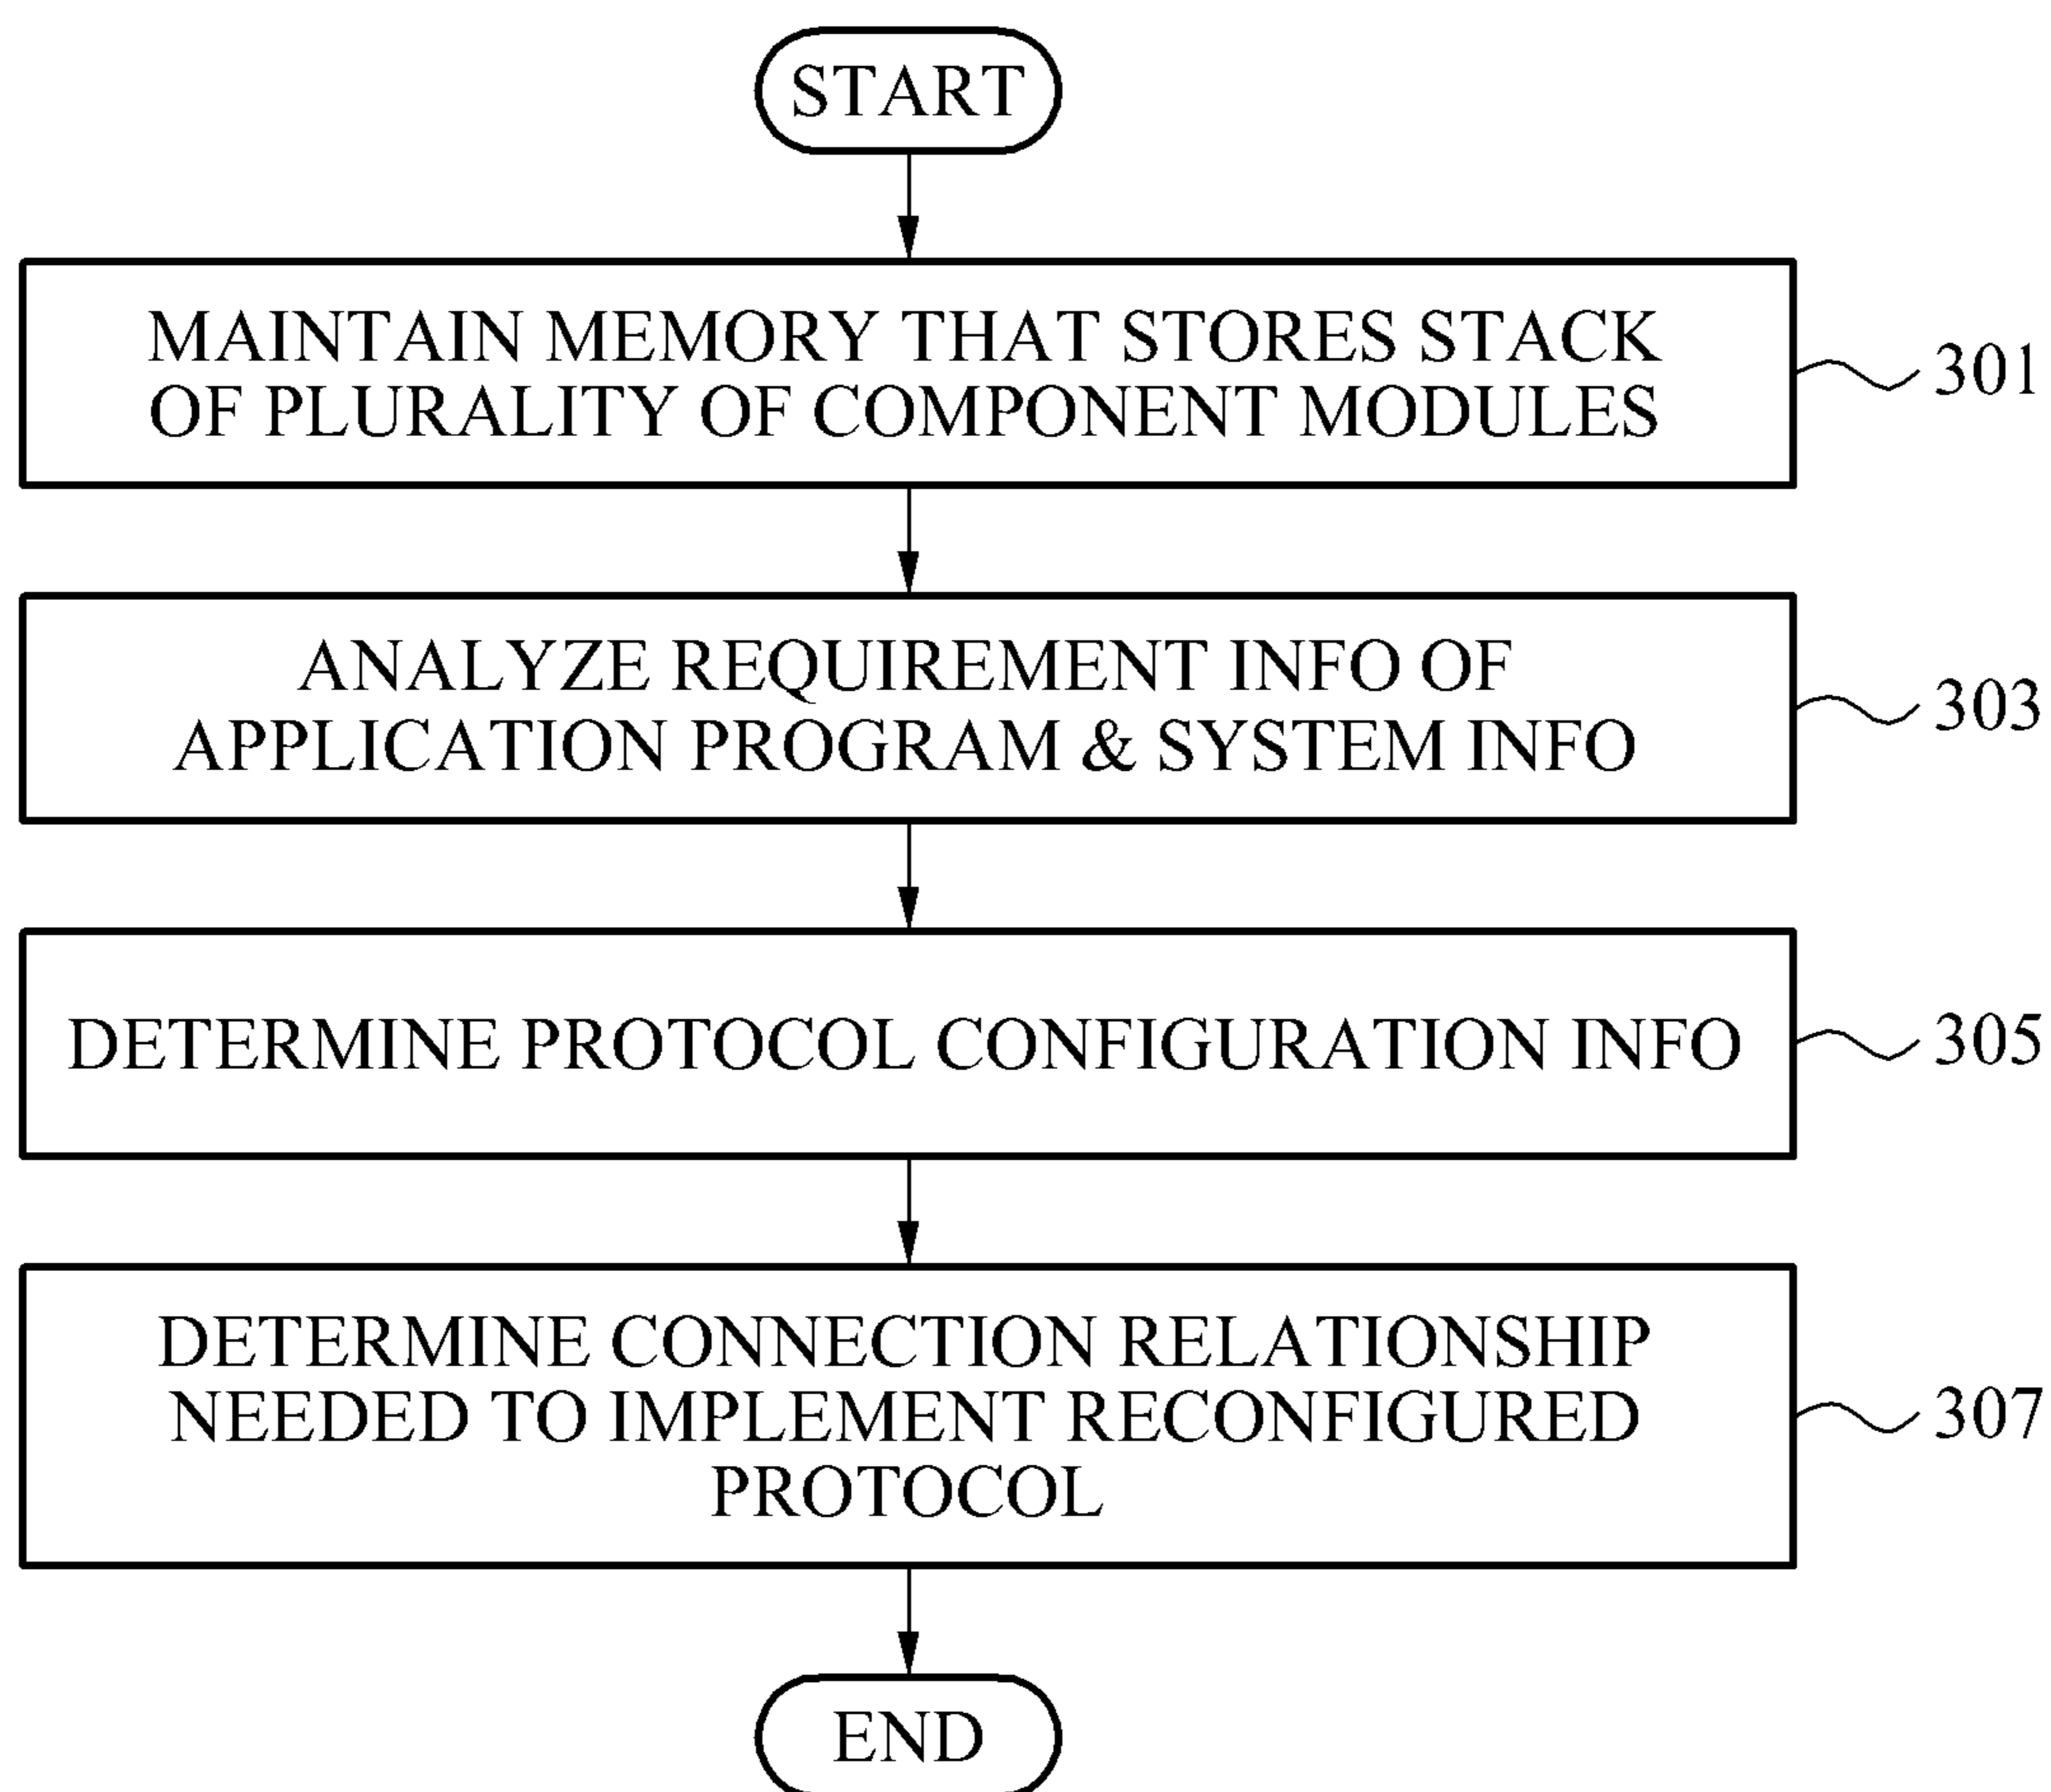 START
MAINTAIN MEMORY THAT STORES STACK
OF PLURALITY OF COMPONENT MODULES
301
ANALYZE REQUIREMENT INFO OF
APPLICATION PROGRAM & SYSTEM INFO
303
DETERMINE PROTOCOL CONFIGURATION INFO
305
DETERMINE CONNECTION RELATIONSHIP
NEEDED TO IMPLEMENT RECONFIGURED
PROTOCOL
307
END